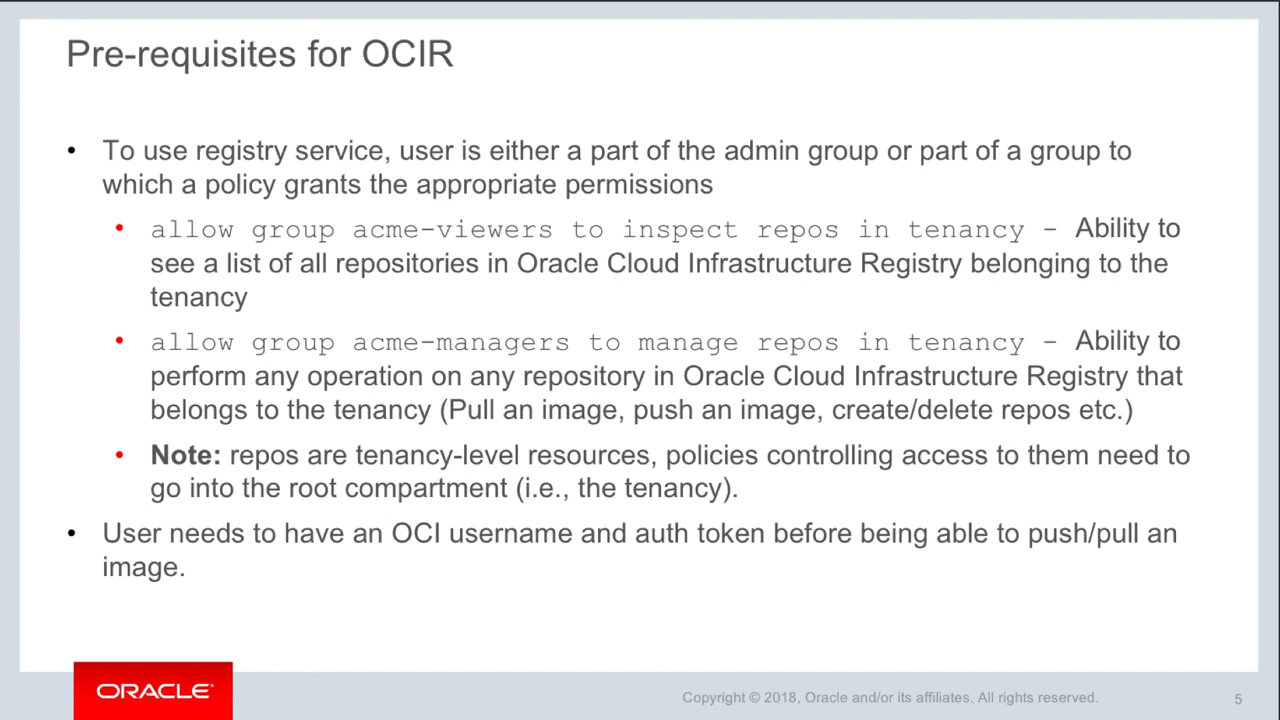 Pre-requisites for OCIR
• To use registry service, user is either a part of the admin group or part of a group to
which a policy grants the appropriate permissions
• allow group acme-viewers to inspect repos in tenancy – Ability to
see a list of all repositories in Oracle Cloud Infrastructure Registry belonging to the
tenancy
• allow group acme-managers to manage repos in tenancy – Ability to
perform any operation on any repository in Oracle Cloud Infrastructure Registry that
belongs to the tenancy (Pull an image, push an image, create/delete repos etc.)
• Note: repos are tenancy-level resources, policies controlling access to them need to
go into the root compartment (i.e., the tenancy).
• User needs to have an OCI username and auth token before being able to push/pull an
image.
ORACLE®
Copyright © 2018, Oracle and/or its affiliates. All rights reserved.
5